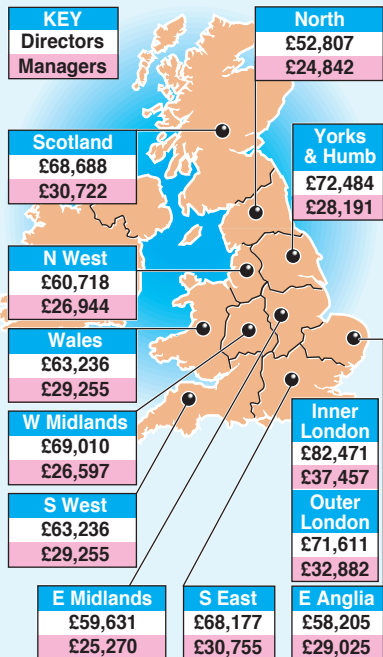 KEY
Directors
Managers
North
£52,807
£24,842
Scotland
£68,688
£30,722
Yorks
& Humb
£72,484
£28,191
N West
£60,718
£26,944
Wales
£63,236
£29,255
W Midlands
£69,010
£26,597
S West
£63,236
£29,255
Inner
London
£82,471
£37,457
Outer
London
£71,611
£32,882
E Midlands
£59,631
£25,270
S East
£68,177
£30,755
E Anglia
£58,205
£29,025